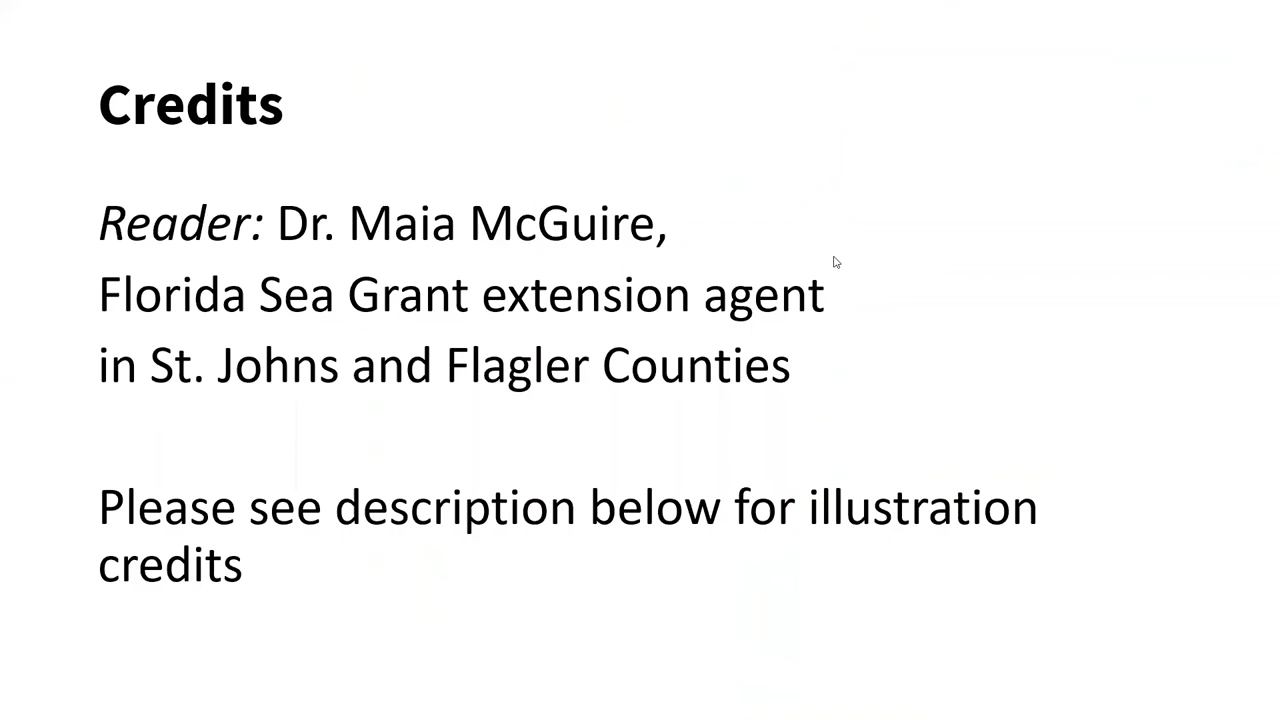 Credits
Reader: Dr. Maia McGuire,
Florida Sea Grant extension agent
in St. Johns and Flagler Counties
Please see description below for illustration
credits